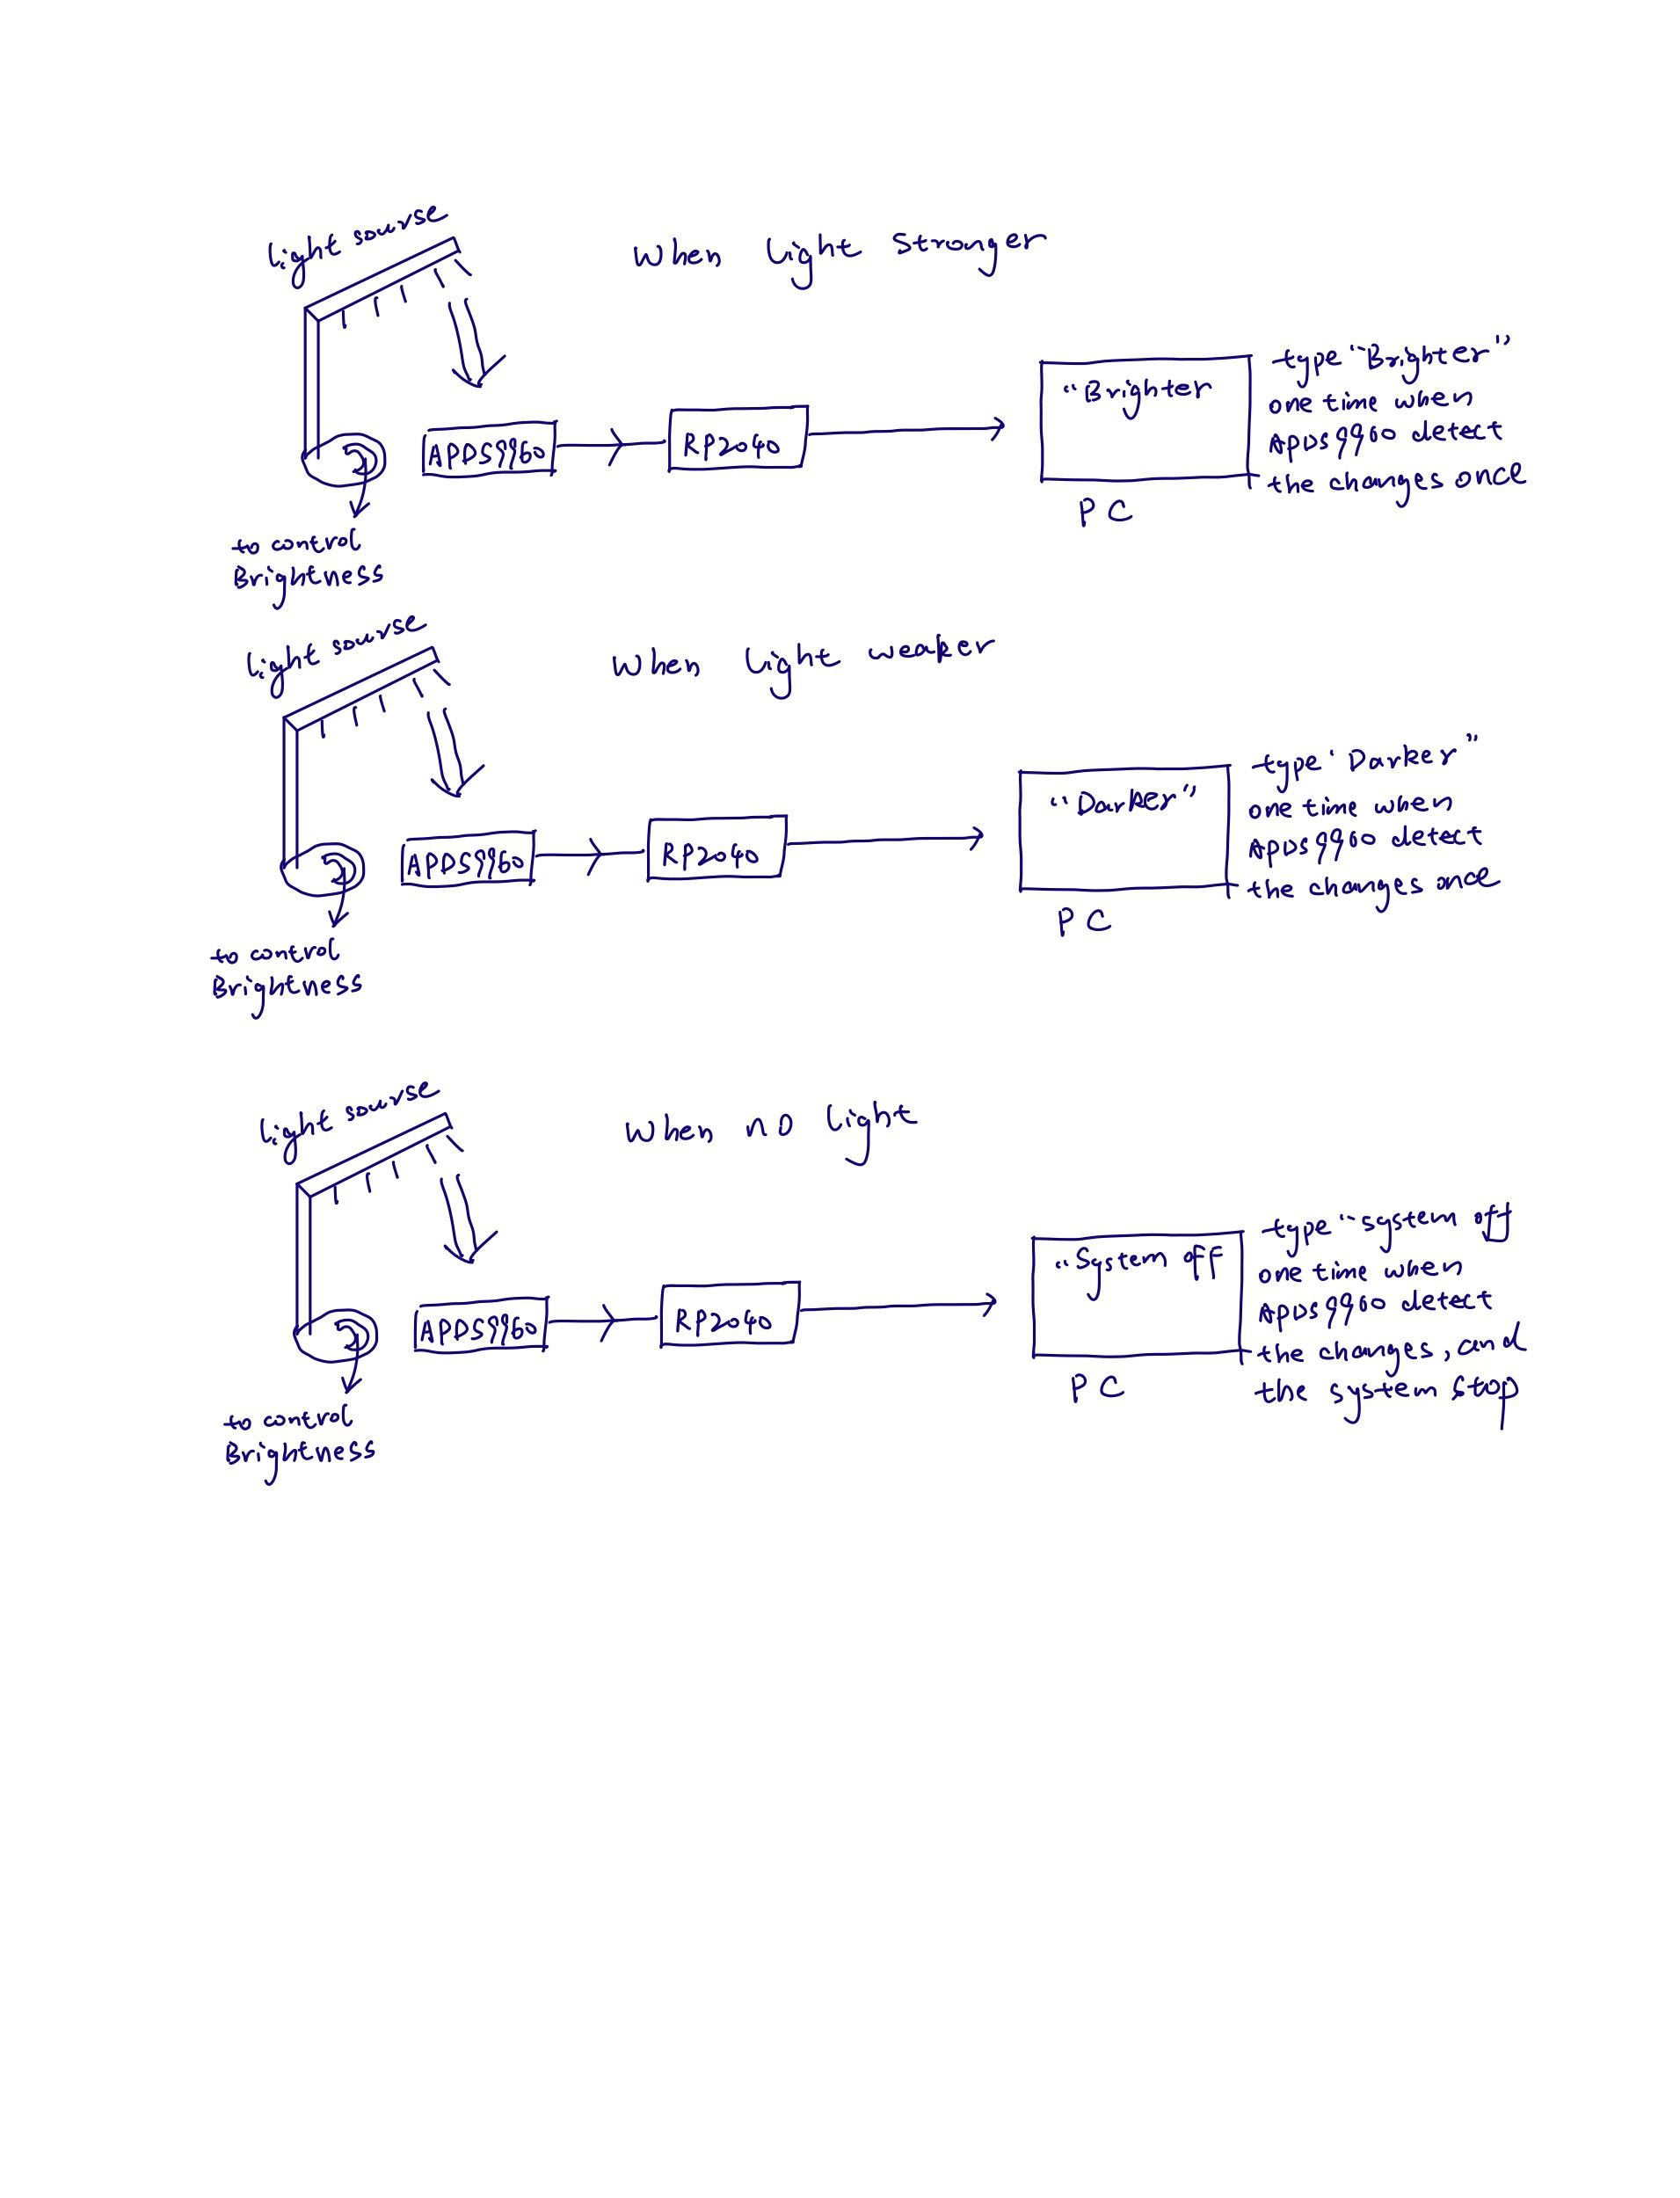 light sourse
When light stronger
APDS9960
RP2040
"Brighter
PC
type "Brighter"
one time when
APDS9960 detect
the changes once
to control
Brightness
light sourse
When light weaker
APDS9960
RP2040
"Darker"
PC
type "Darker"
one time when
APDS9960 detect
the changes once
to control
Brightness
light sourse
When no light
APDS9960
RP2040
"System off
PC
type "system off
one time when
APDS9960 detect
the changes, and
the system stop
to control
Brightness